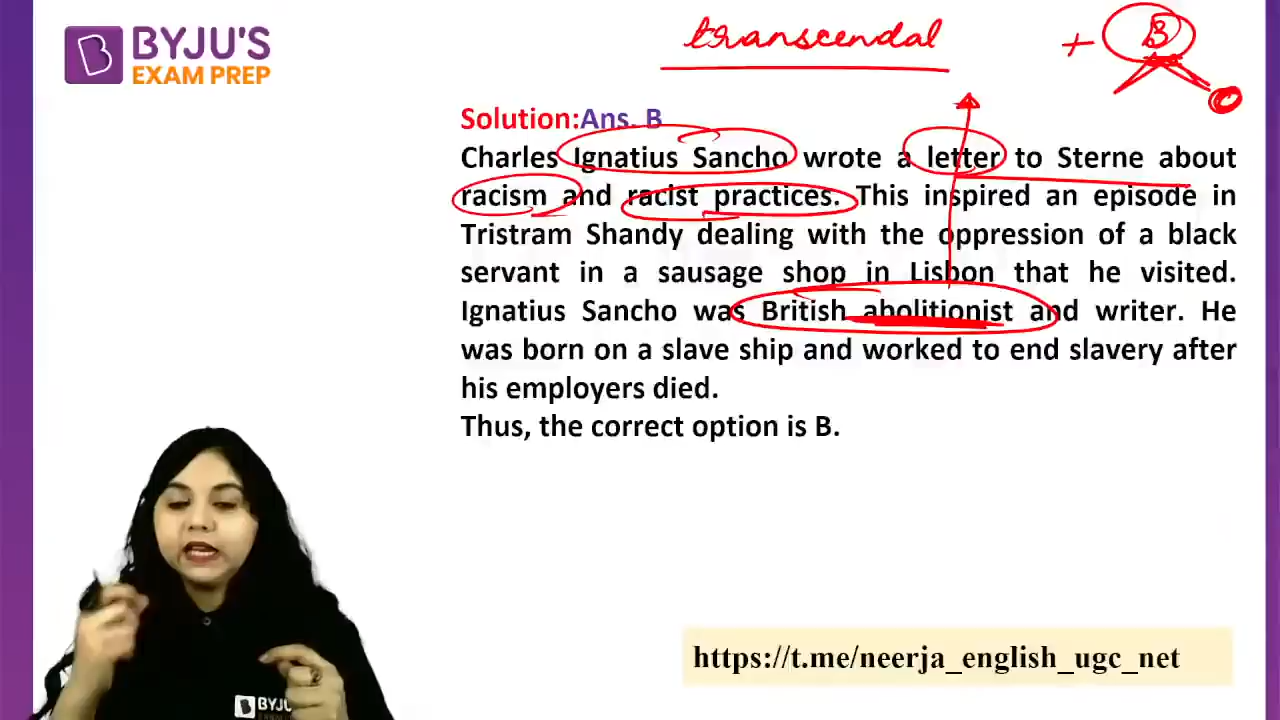 BYJU'S
EXAM PREP
transcendal
+ B
Solution:Ans. B
Charles Ignatius Sancho wrote a letter to Sterne about
racism and racist practices. This inspired an episode in
Tristram Shandy dealing with the oppression of a black
servant in a sausage shop in Lisbon that he visited.
Ignatius Sancho was British abolitionist and writer. He
was born on a slave ship and worked to end slavery after
his employers died.
Thus, the correct option is B.
https://t.me/neerja_english_ugc_net
BYJU'S